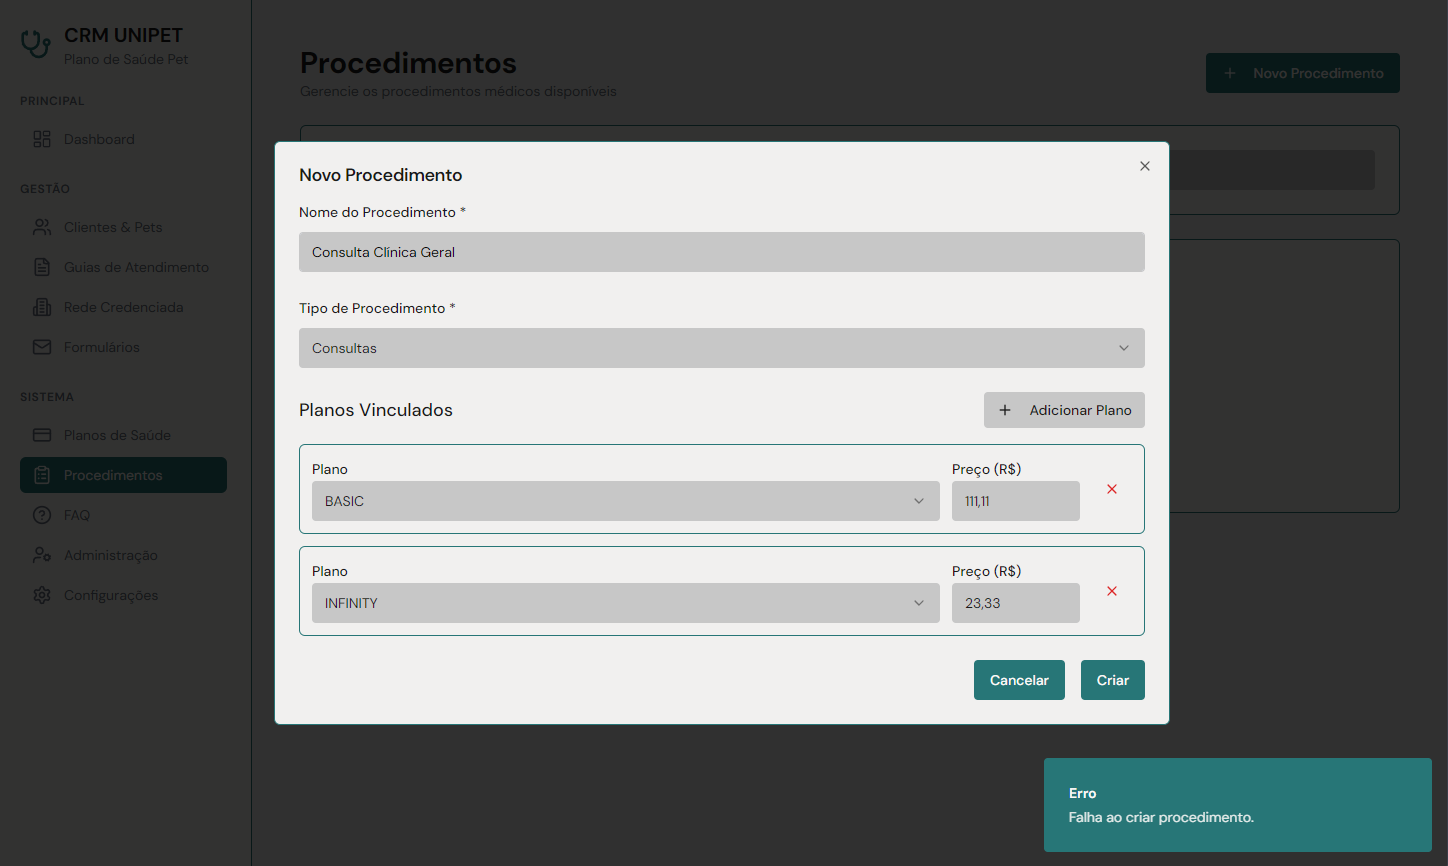 CRM UNIPET
Plano de Saúde Pet
PRINCIPAL
Dashboard
GESTÃO
Clientes & Pets
Guias de Atendimento
Rede Credenciada
Formulários
SISTEMA
Planos de Saúde
Procedimentos
FAQ
Administração
Configurações
Procedimentos
Gerencie os procedimentos médicos disponíveis
Novo Procedimento
Novo Procedimento
Nome do Procedimento *
Consulta Clínica Geral
Tipo de Procedimento *
Consultas
Planos Vinculados
Adicionar Plano
Plano Preço (R$)
BASIC 111,11
Plano Preço (R$)
INFINITY 23,33
Cancelar Criar
Erro
Falha ao criar procedimento.